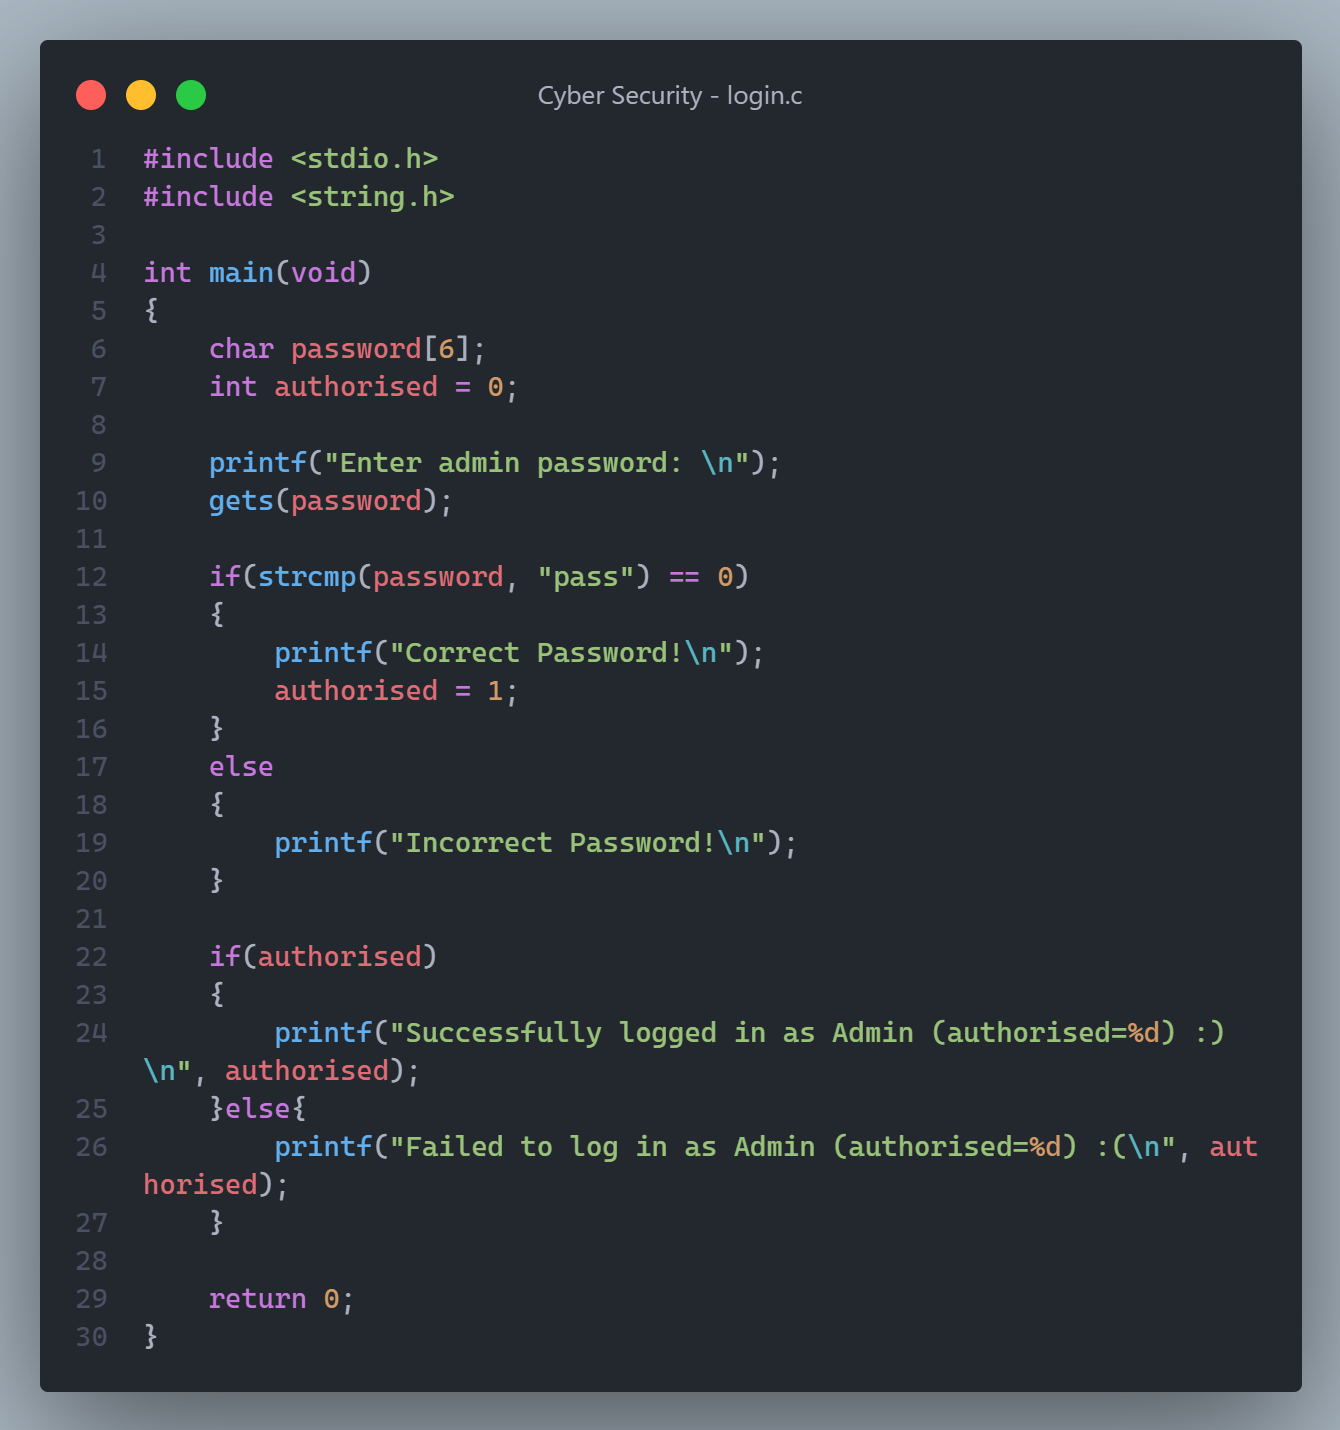 Cyber Security - login.c
1 #include <stdio.h>
2 #include <string.h>
3
4 int main(void)
5 {
6     char password[6];
7     int authorised = 0;
8
9     printf("Enter admin password: \n");
10     gets(password);
11
12     if(strcmp(password, "pass") == 0)
13     {
14         printf("Correct Password!\n");
15         authorised = 1;
16     }
17     else
18     {
19         printf("Incorrect Password!\n");
20     }
21
22     if(authorised)
23     {
24         printf("Successfully logged in as Admin (authorised=%d) :)
\n", authorised);
25     }else{
26         printf("Failed to log in as Admin (authorised=%d) :(\n", aut
horised);
27     }
28
29     return 0;
30 }